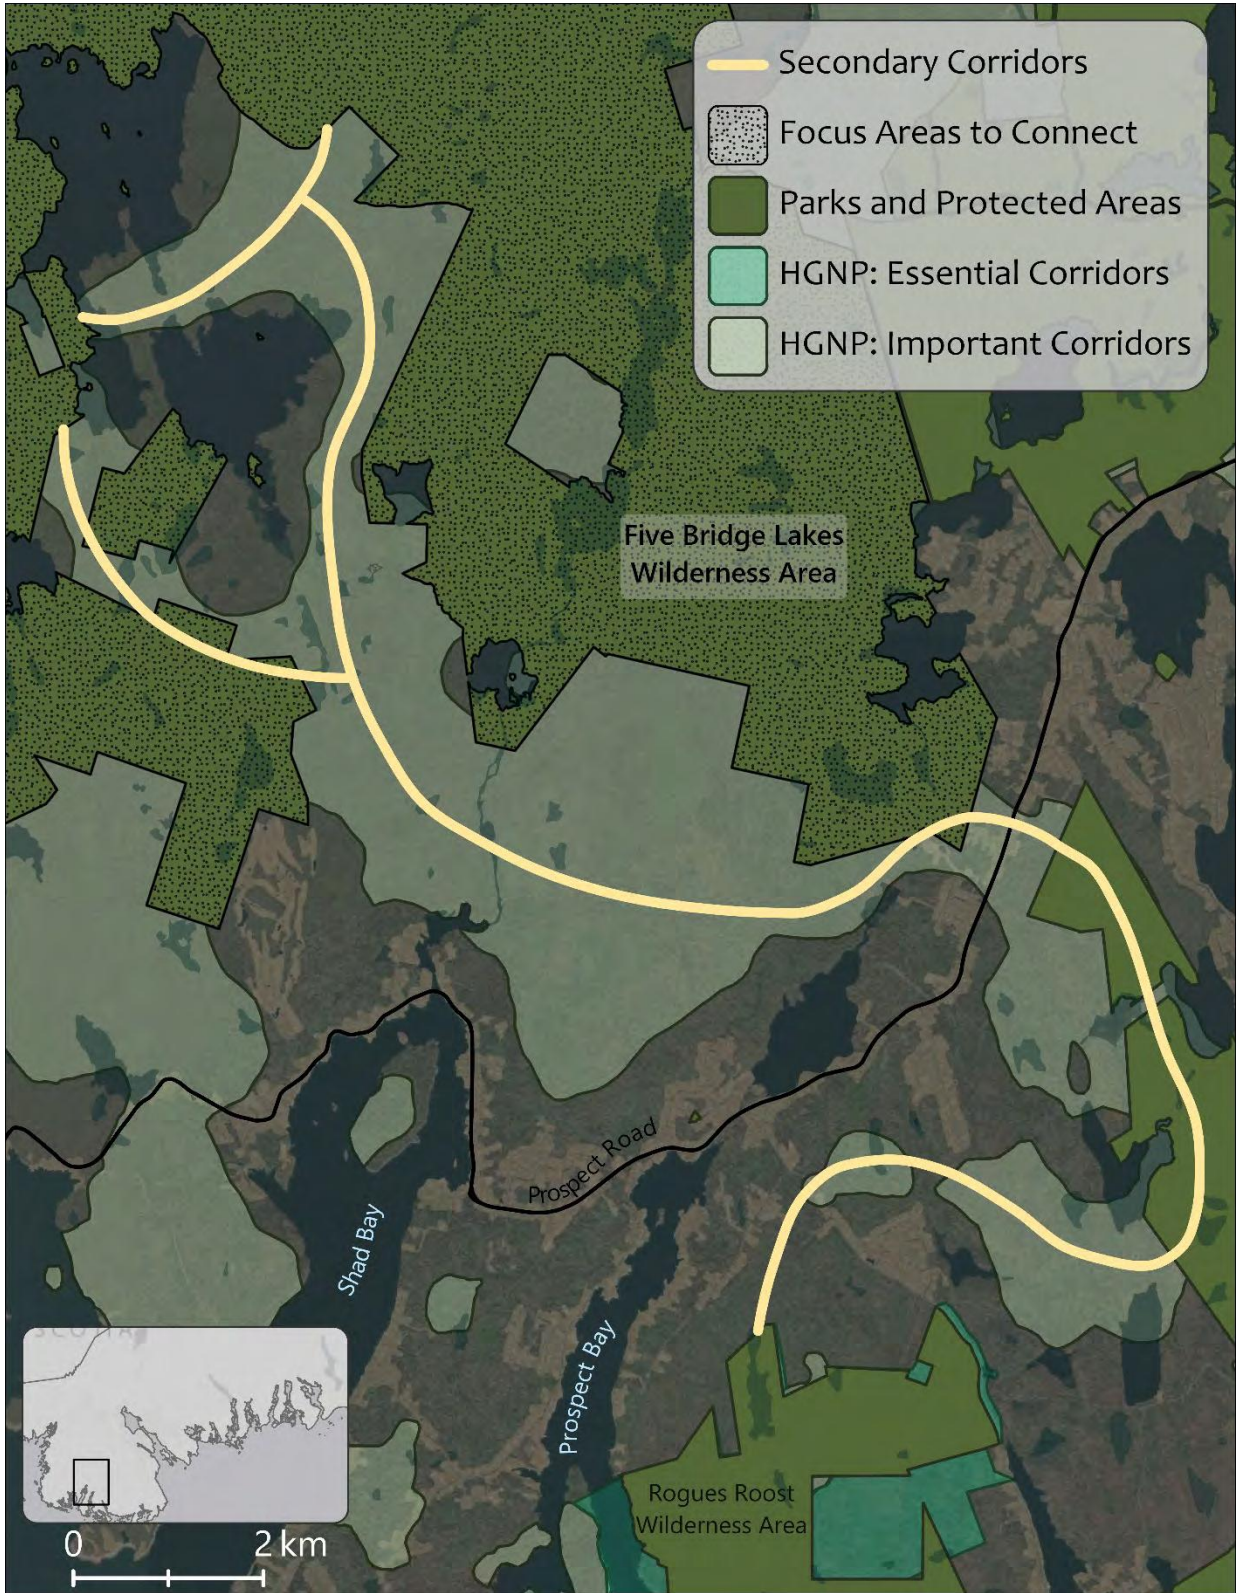 Secondary Corridors
Focus Areas to Connect
Parks and Protected Areas
HGNP: Essential Corridors
HGNP: Important Corridors
Five Bridge Lakes
Wilderness Area
Prospect Road
Shad Bay
Prospect Bay
Rogues Roost
Wilderness Area
0 2 km